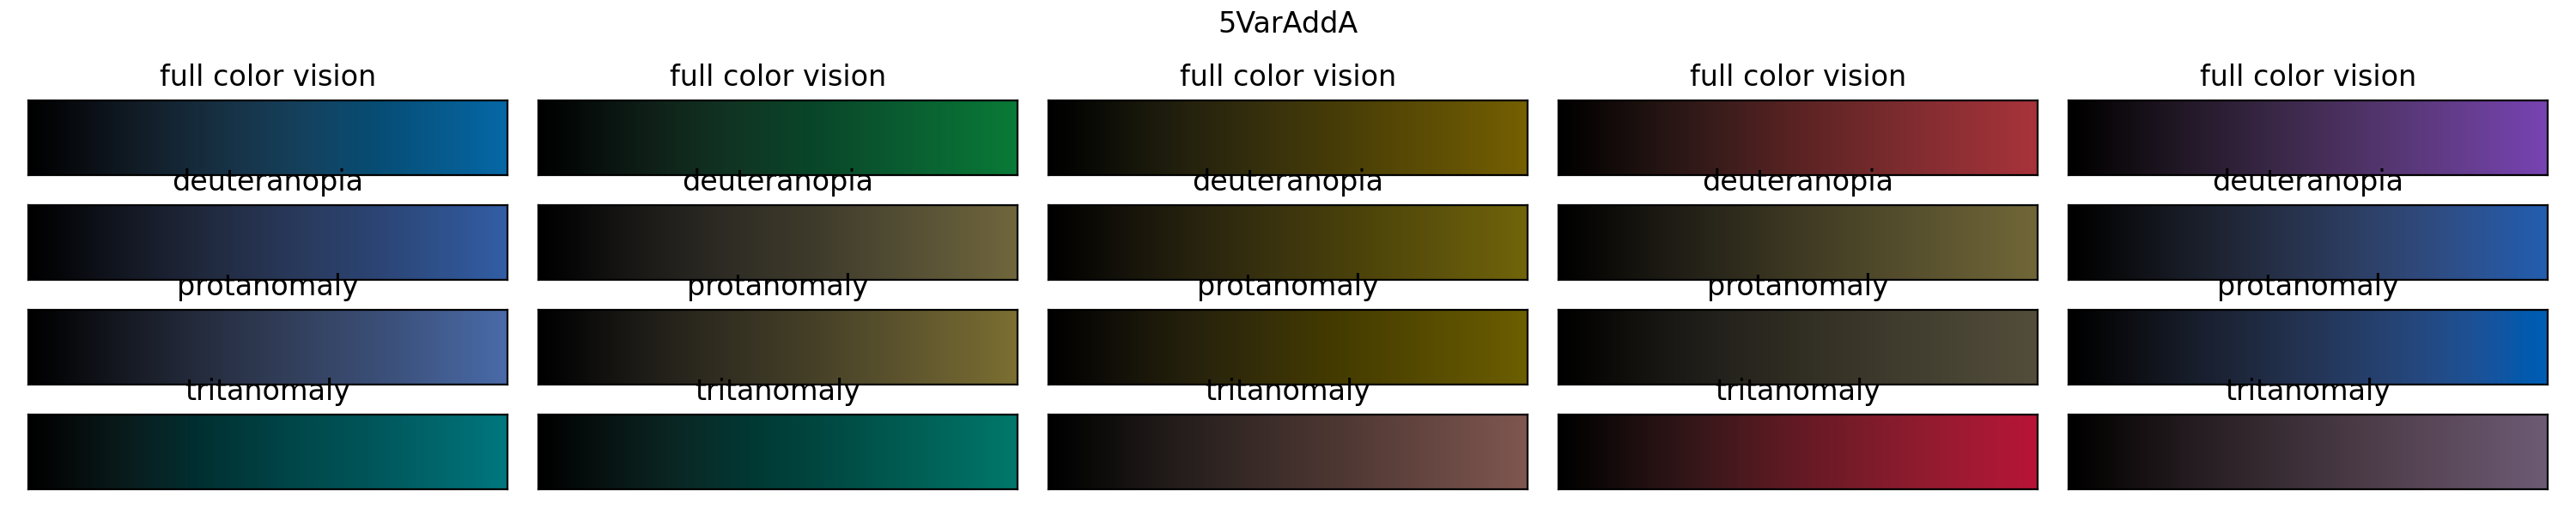 5VarAddA
full color vision full color vision full color vision full color vision full color vision
deuteranopia deuteranopia deuteranopia deuteranopia deuteranopia
protanomaly protanomaly protanomaly protanomaly protanomaly
tritanomaly tritanomaly tritanomaly tritanomaly tritanomaly